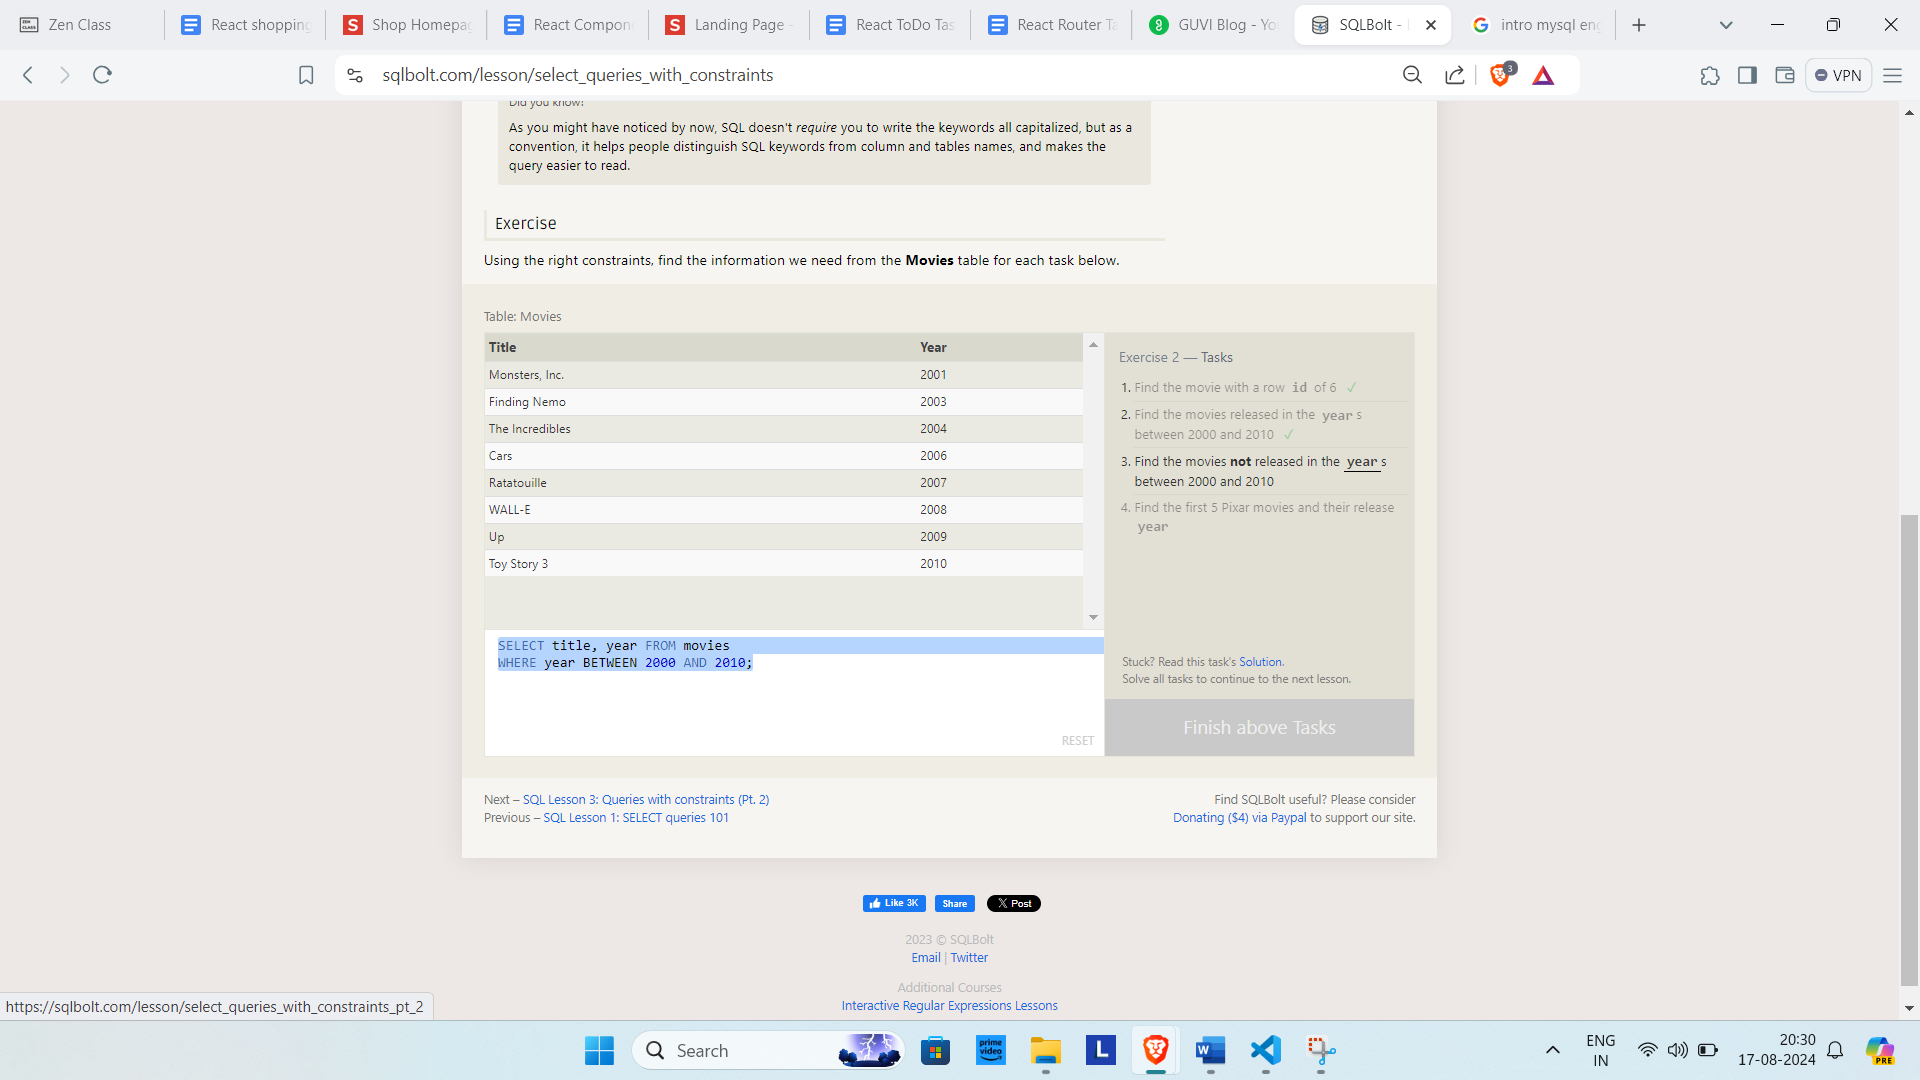 Zen Class
React shopping
Shop Homepag
React Compon
Landing Page -
React ToDo Tas
React Router Ta
GUVI Blog - Yo
SQLBolt -
intro mysql eng
sqlbolt.com/lesson/select_queries_with_constraints
3
VPN
Did you know?
As you might have noticed by now, SQL doesn't require you to write the keywords all capitalized, but as a
convention, it helps people distinguish SQL keywords from column and tables names, and makes the
query easier to read.
Exercise
Using the right constraints, find the information we need from the Movies table for each task below.
Table: Movies
Title Year
Monsters, Inc. 2001
Finding Nemo 2003
The Incredibles 2004
Cars 2006
Ratatouille 2007
WALL-E 2008
Up 2009
Toy Story 3 2010
SELECT title, year FROM movies
WHERE year BETWEEN 2000 AND 2010;
RESET
Exercise 2 — Tasks
1. Find the movie with a row id of 6 ✓
2. Find the movies released in the years
between 2000 and 2010 ✓
3. Find the movies not released in the years
between 2000 and 2010
4. Find the first 5 Pixar movies and their release
year
Stuck? Read this task's Solution.
Solve all tasks to continue to the next lesson.
Finish above Tasks
Next – SQL Lesson 3: Queries with constraints (Pt. 2)
Previous – SQL Lesson 1: SELECT queries 101
Find SQLBolt useful? Please consider
Donating ($4) via Paypal to support our site.
Like 3K
Share
X Post
2023 © SQLBolt
Email | Twitter
Additional Courses
Interactive Regular Expressions Lessons
https://sqlbolt.com/lesson/select_queries_with_constraints_pt_2
Search
prime
video
L
W
ENG
IN
20:30
17-08-2024
PRE